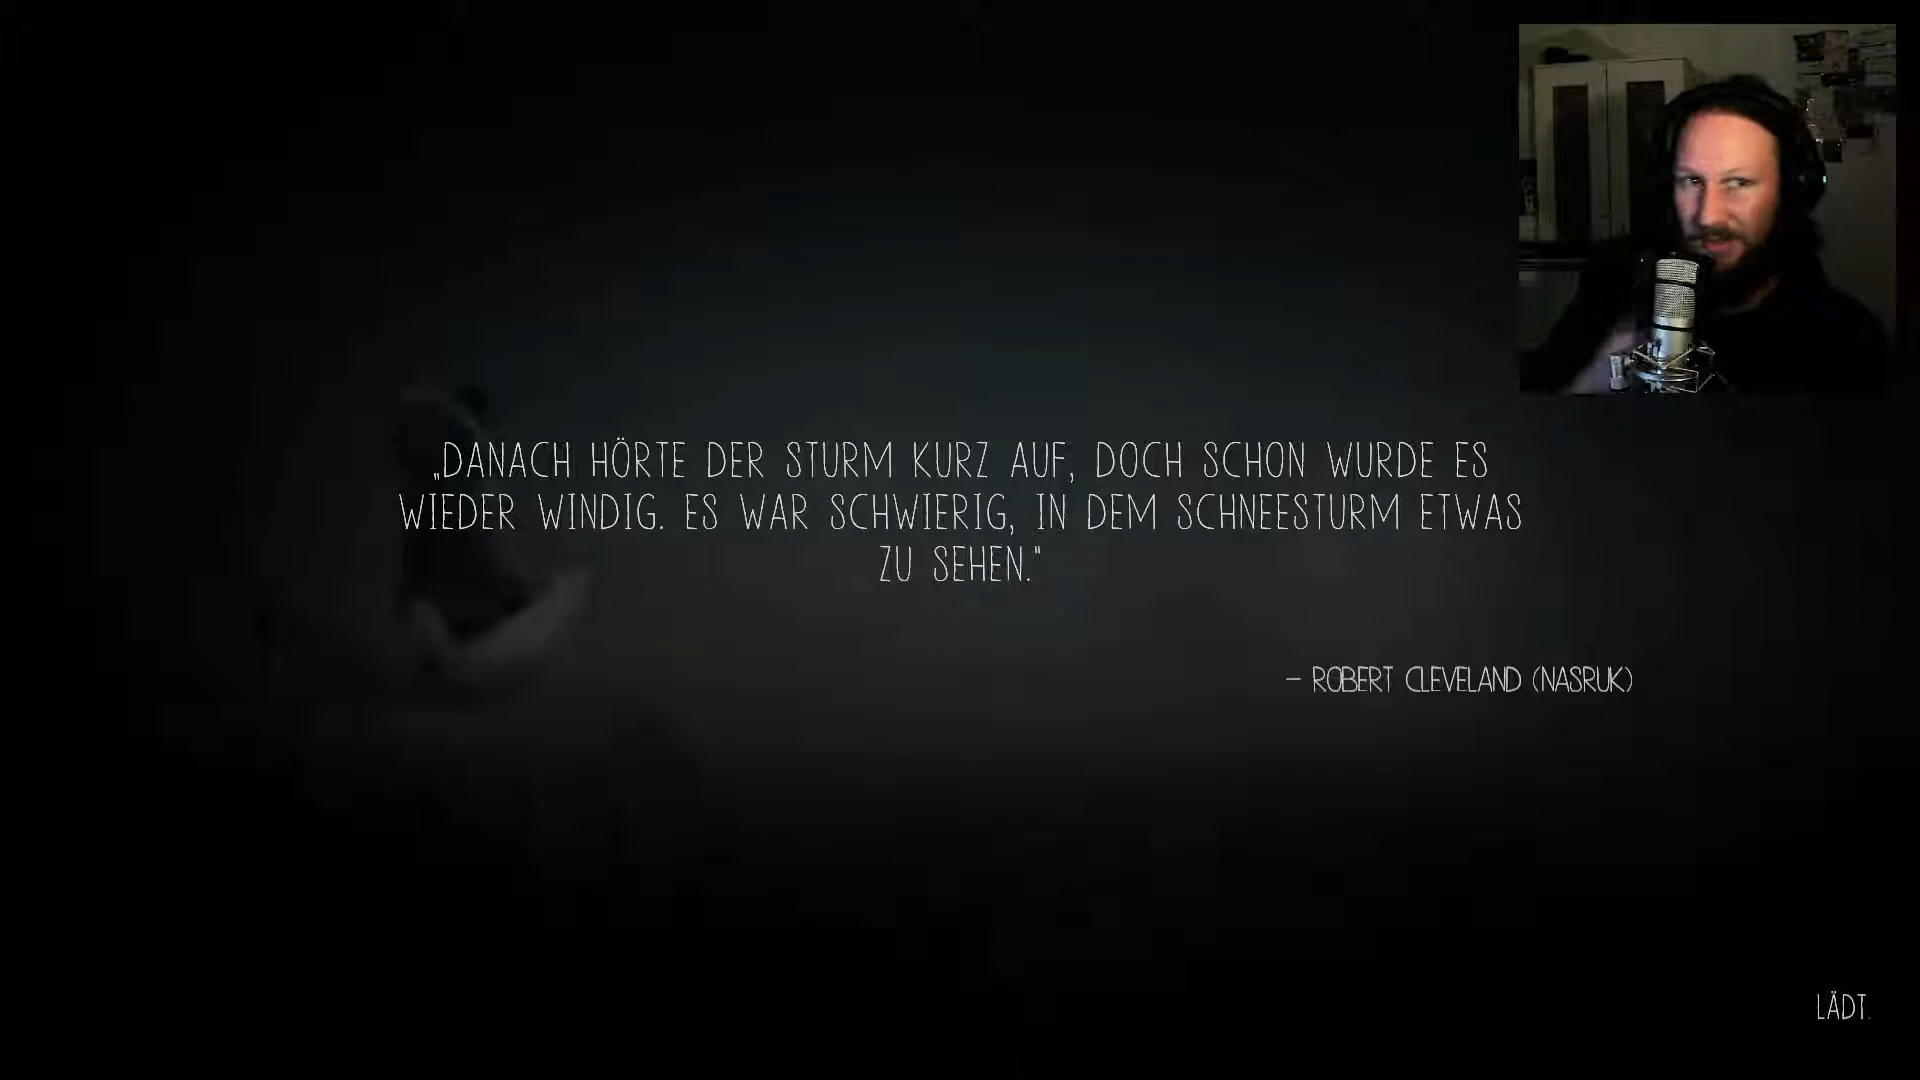 „DANACH HÖRTE DER STURM KURZ AUF, DOCH SCHON WURDE ES
WIEDER WINDIG. ES WAR SCHWIERIG, IN DEM SCHNEESTURM ETWAS
ZU SEHEN."
– ROBERT CLEVELAND (NASRUK)
LÄDT.